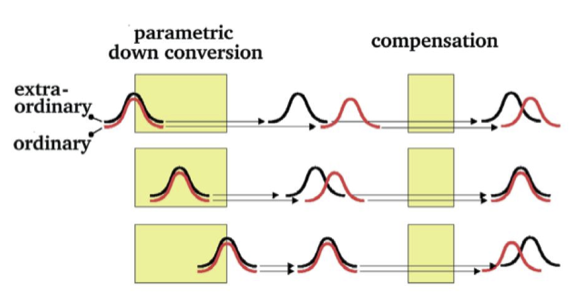 parametric
down conversion
compensation
extra-
ordinary
ordinary